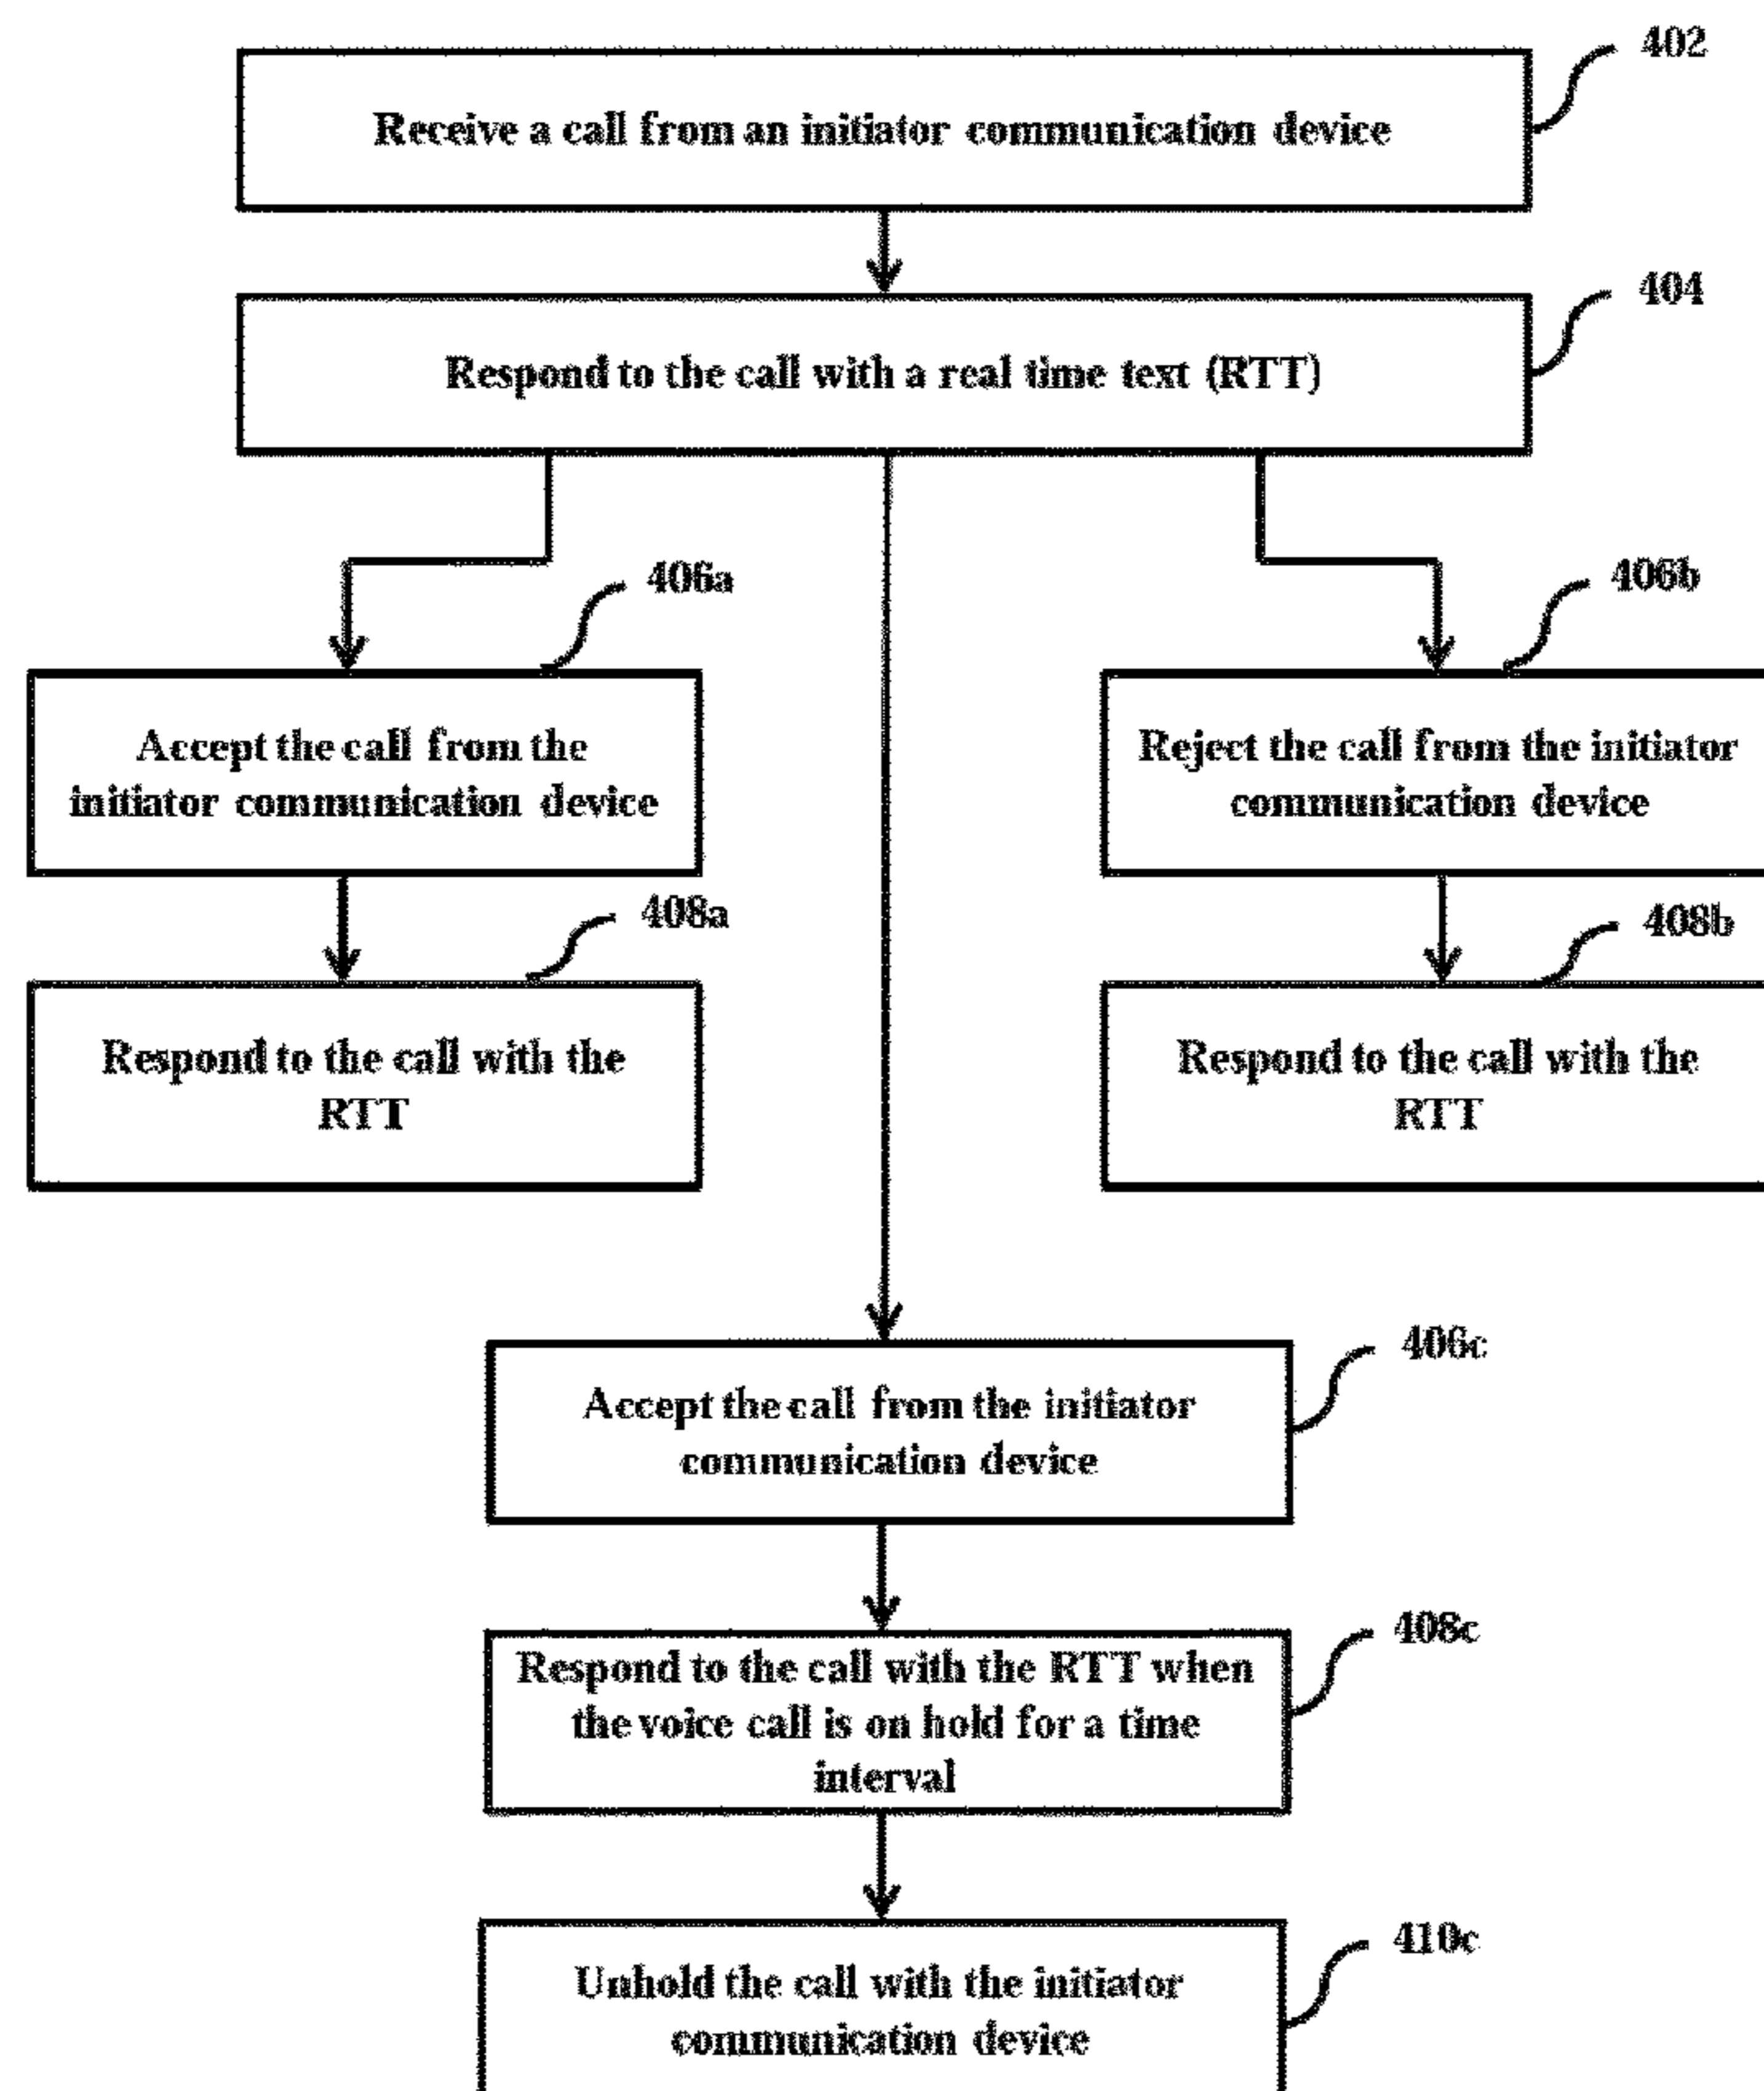 402
Receive a call from an initiator communication device
404
Respond to the call with a real time text (RTT)
406a
Accept the call from the
initiator communication device
406b
Reject the call from the initiator
communication device
408a
Respond to the call with the
RTT
408b
Respond to the call with the
RTT
406c
Accept the call from the initiator
communication device
408c
Respond to the call with the RTT when
the voice call is on hold for a time
interval
410c
Unhold the call with the initiator
communication device